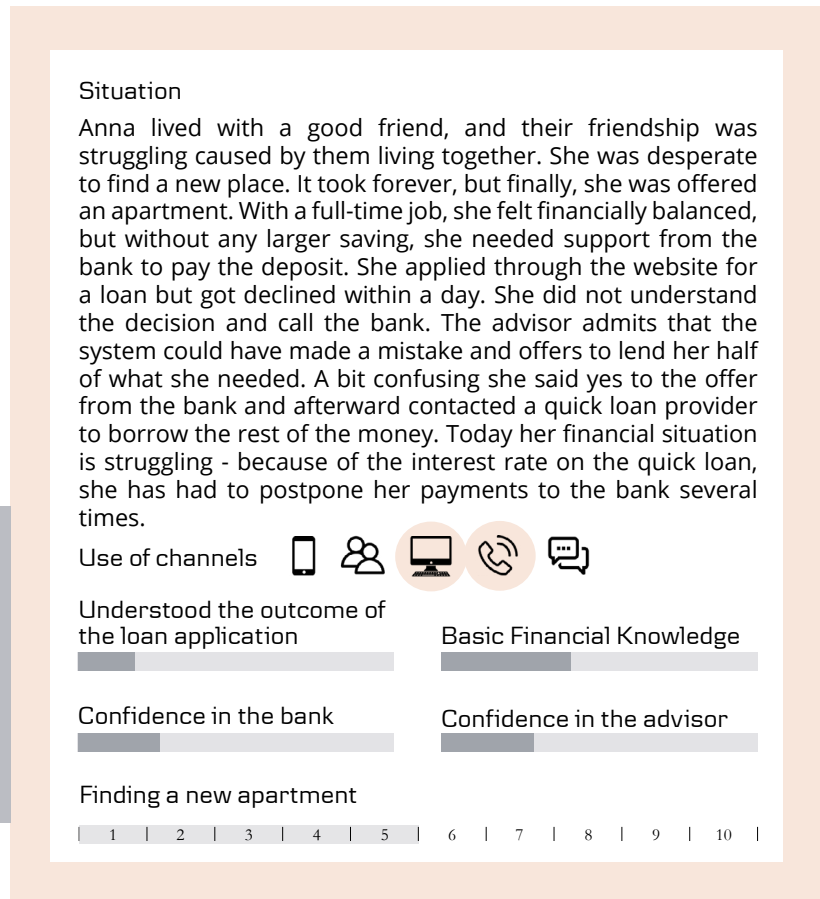 Situation
Anna lived with a good friend, and their friendship was
struggling caused by them living together. She was desperate
to find a new place. It took forever, but finally, she was offered
an apartment. With a full-time job, she felt financially balanced,
but without any larger saving, she needed support from the
bank to pay the deposit. She applied through the website for
a loan but got declined within a day. She did not understand
the decision and call the bank. The advisor admits that the
system could have made a mistake and offers to lend her half
of what she needed. A bit confusing she said yes to the offer
from the bank and afterward contacted a quick loan provider
to borrow the rest of the money. Today her financial situation
is struggling - because of the interest rate on the quick loan,
she has had to postpone her payments to the bank several
times.
Use of channels
Understood the outcome of
the loan application
Basic Financial Knowledge
Confidence in the bank
Confidence in the advisor
Finding a new apartment
| 1 | 2 | 3 | 4 | 5 | 6 | 7 | 8 | 9 | 10 |